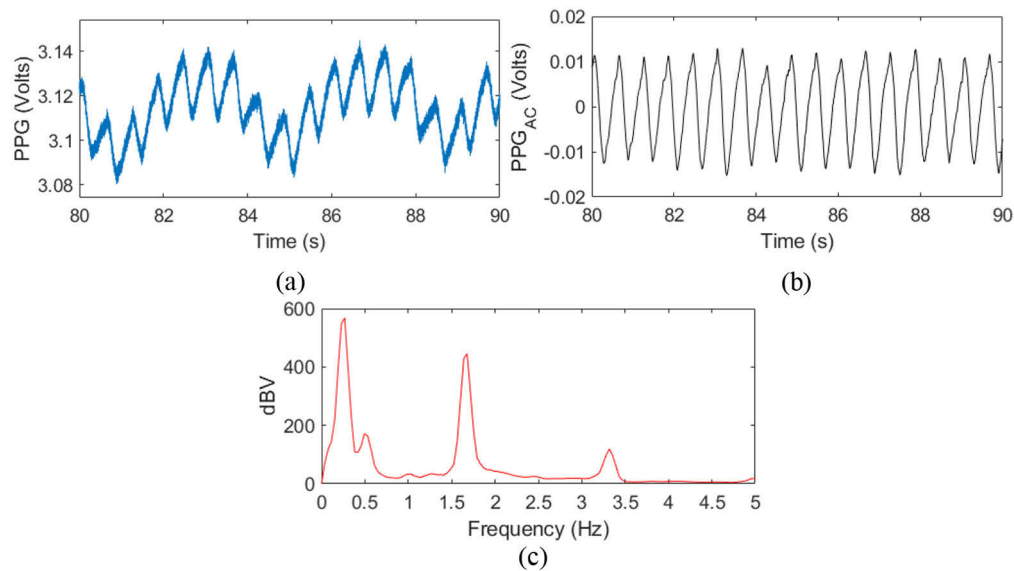 PPG (Volts)
3.14
3.12
3.1
3.08
80 82 84 86 88 90
Time (s)
(a)
PPG_AC (Volts)
0.02
0.01
0
-0.01
-0.02
80 82 84 86 88 90
Time (s)
(b)
dBV
600
400
200
0
0 0.5 1 1.5 2 2.5 3 3.5 4 4.5 5
Frequency (Hz)
(c)